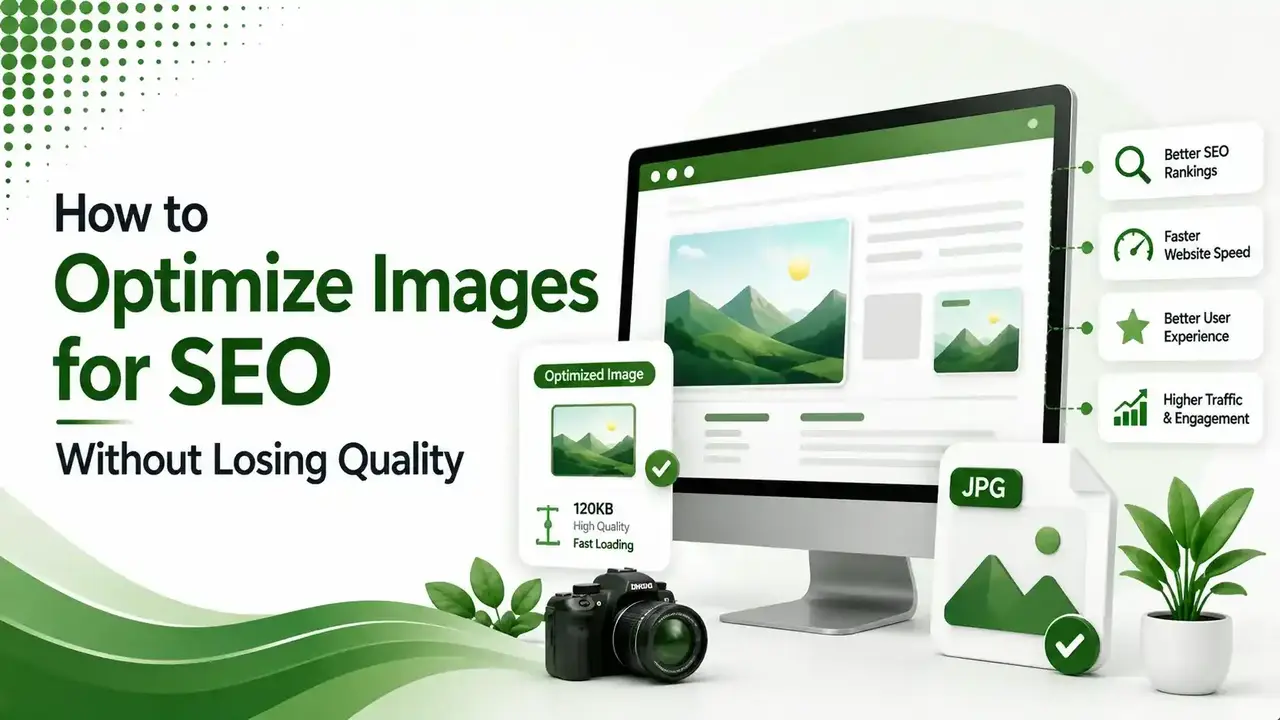 How to
Optimize Images
for SEO
Without Losing Quality
Optimized Image
120KB
High Quality
Fast Loading
JPG
Better SEO
Rankings
Faster
Website Speed
Better User
Experience
Higher Traffic
& Engagement